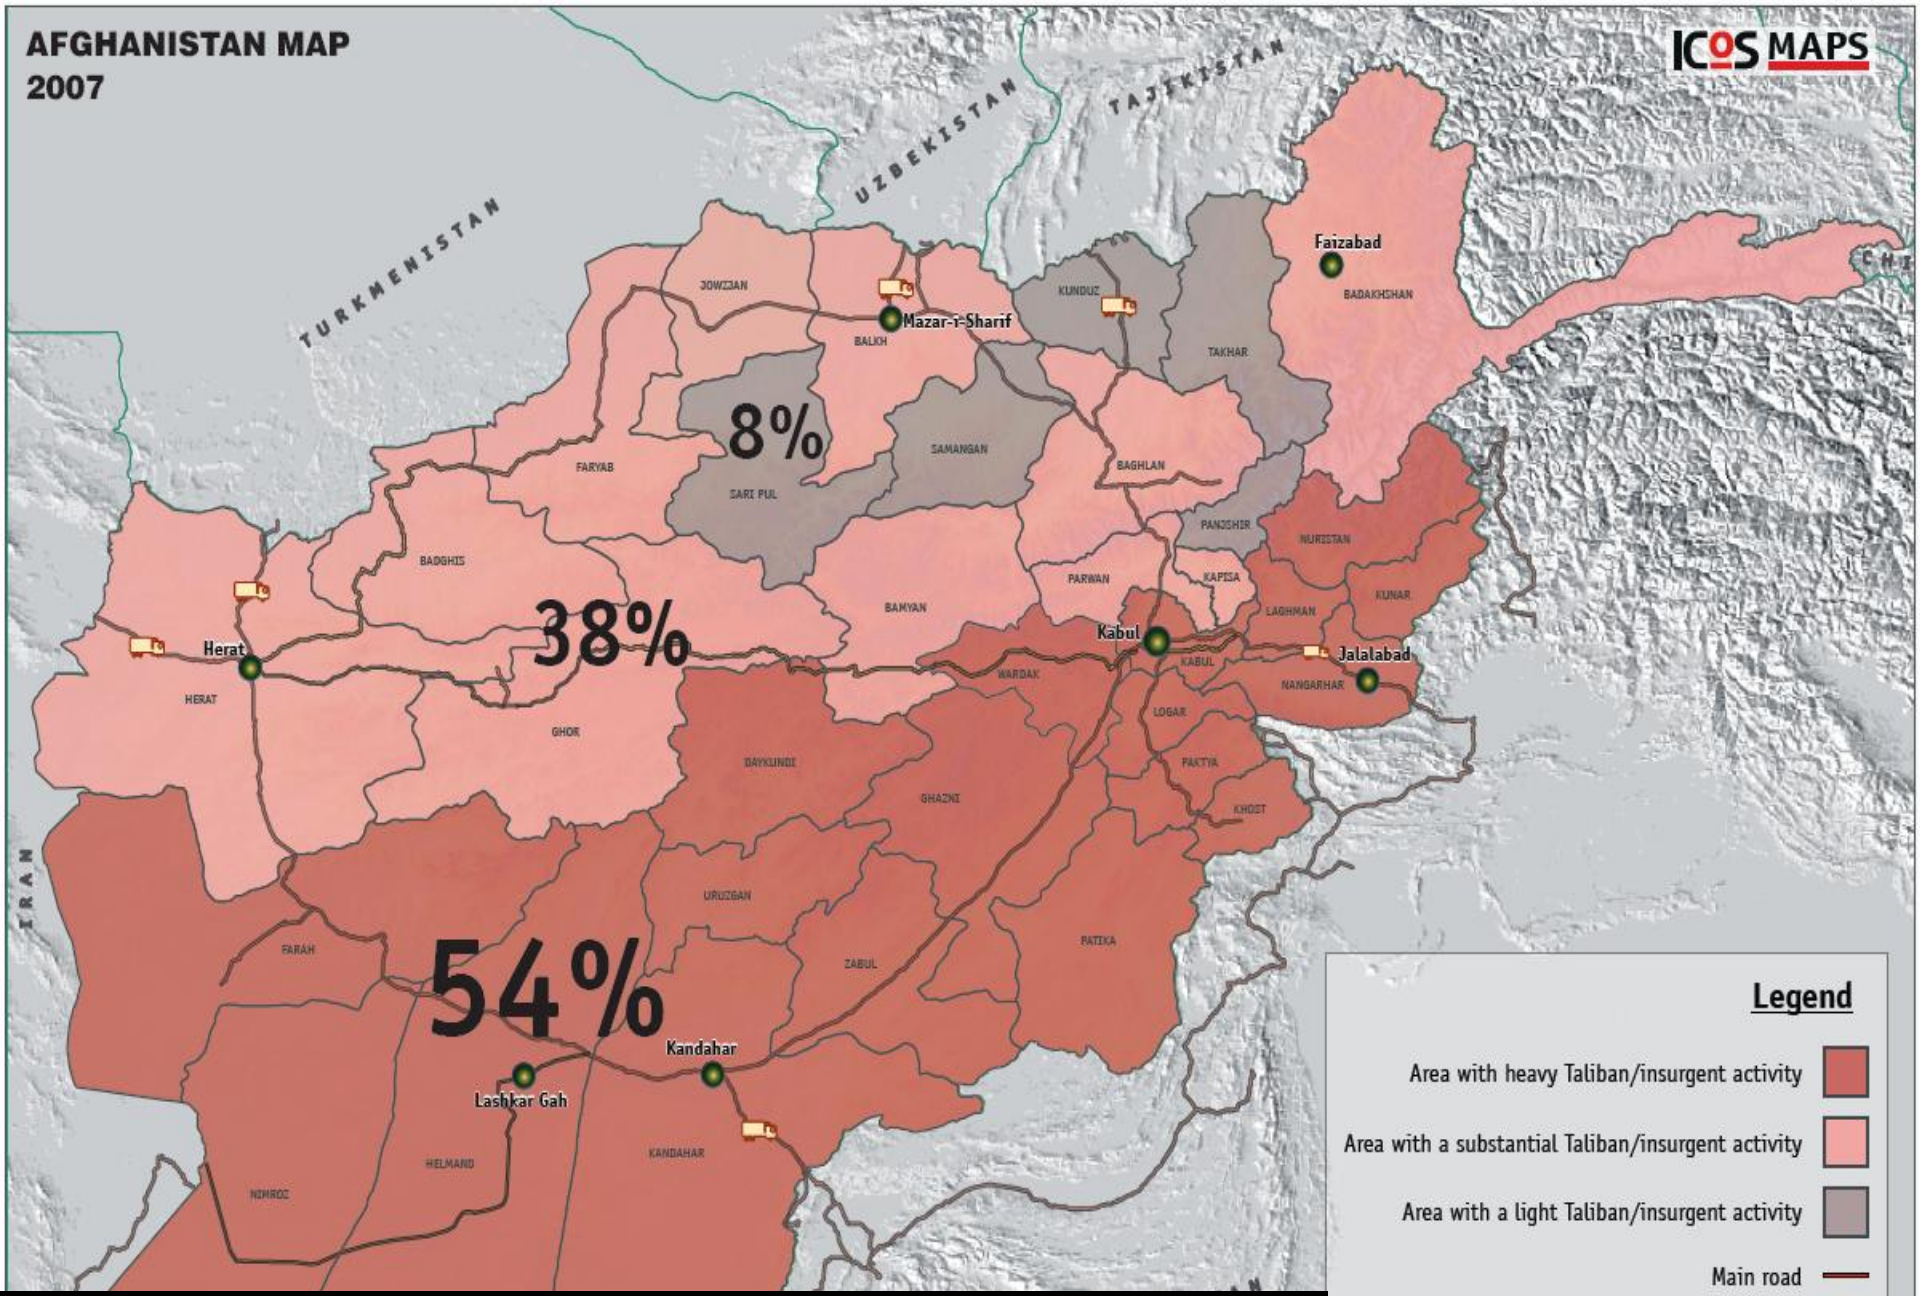 AFGHANISTAN MAP
2007
ICOS MAPS
TAJIKISTAN
UZBEKISTAN
TURKMENISTAN
Faizabad
CHI
BADAKHSHAN
JOWZJAN
KUNDUZ
Mazar-i-Sharif
BALKH
TAKHAR
8%
SAMANGAN
FARYAB
BAGHLAN
SARI PUL
PANJSHIR
NURISTAN
BADGHIS
PARWAN
KAPISA
KUNAR
BAMYAN
LAGHMAN
38%
Kabul
Herat
Jalalabad
KABUL
WARDAK
NANGARHAR
HERAT
LOGAR
GHOR
DAYKUNDI
PAKTYA
GHAZNI
KHOST
IRAN
URUZGAN
PATIKA
FARAH
54%
ZABUL
Kandahar
Lashkar Gah
KANDAHAR
HELMAND
NIMROZ
Legend
Area with heavy Taliban/insurgent activity
Area with a substantial Taliban/insurgent activity
Area with a light Taliban/insurgent activity
Main road